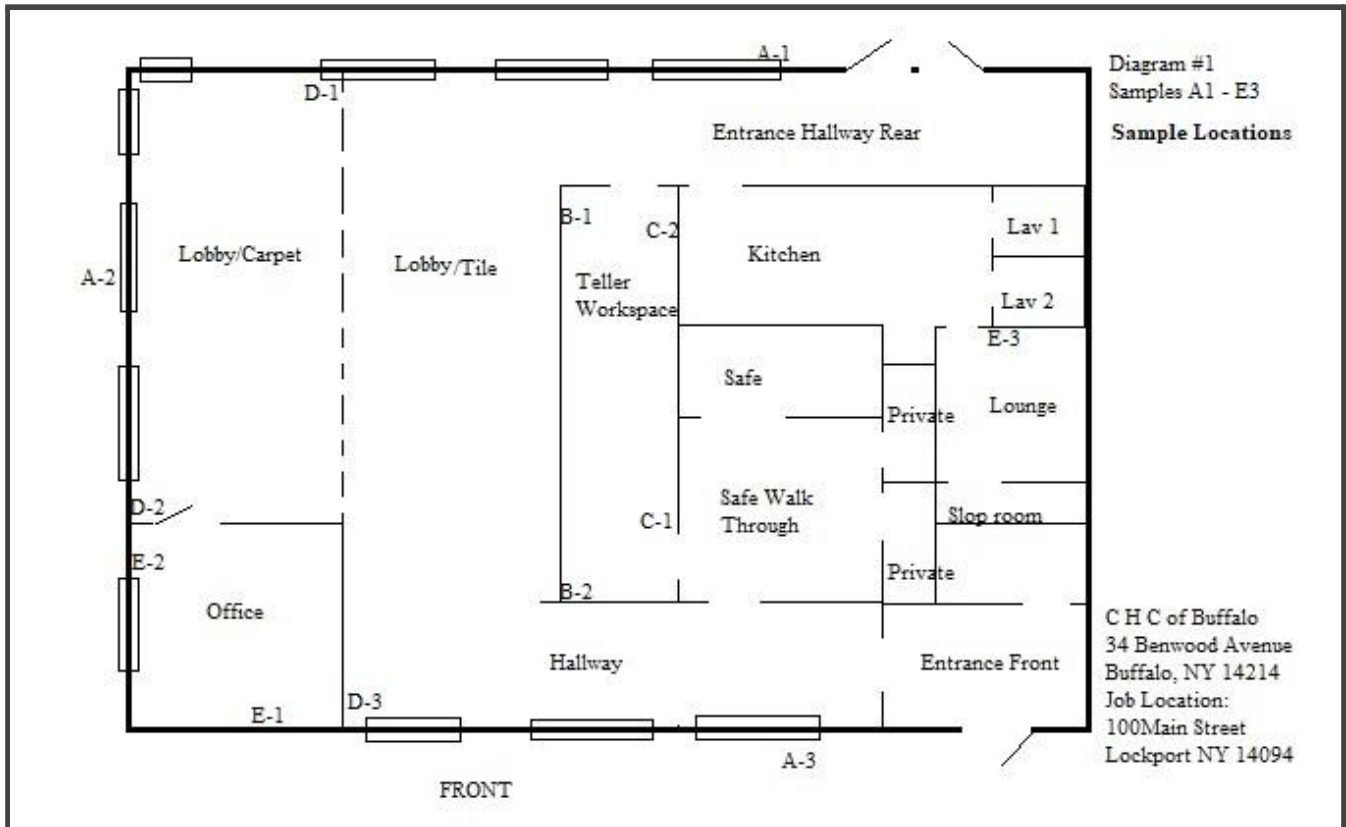 A-1
Diagram #1
Samples A1 - E3
D-1
Entrance Hallway Rear
Sample Locations
B-1
C-2
Lav 1
Lobby/Carpet
Lobby/Tile
Kitchen
A-2
Teller
Workspace
Lav 2
E-3
Safe
Private
Lounge
D-2
Safe Walk
Through
C-1
Slop room
E-2
Private
B-2
Office
C H C of Buffalo
34 Benwood Avenue
Buffalo, NY 14214
Job Location:
100Main Street
Lockport NY 14094
Hallway
Entrance Front
D-3
E-1
A-3
FRONT